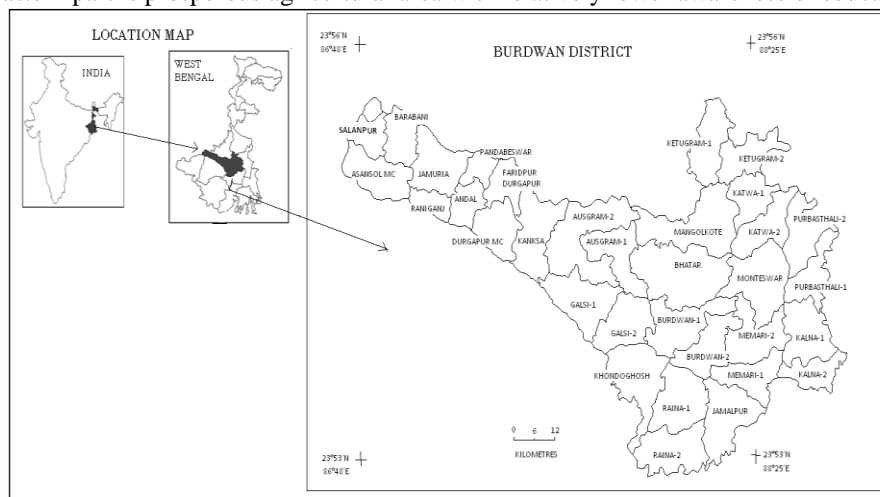 LOCATION MAP
INDIA
WEST
BENGAL
BURDWAN DISTRICT
23°56'N
86°48'E
23°56'N
88°25'E
SALANPUR
BARABANI
ASANSOL MC
JAMURIA
PANDABESWAR
RANIGANJ
ANDAL
FARIDPUR
DURGAPUR
DURGAPUR MC
KANKSA
AUSGRAM-2
AUSGRAM-1
KETUGRAM-1
KETUGRAM-2
KATWA-1
MANGOLKOTE
KATWA-2
PURBASTHALI-2
BHATAR
MONTESWAR
PURBASTHALI-1
GALSI-1
GALSI-2
BURDWAN-1
MEMARI-2
KALNA-1
BURDWAN-2
KHONDOGHOSH
MEMARI-1
KALNA-2
RAINA-1
JAMALPUR
RAINA-2
0 6 12
KILOMETRES
23°53'N
86°48'E
23°53'N
88°25'E